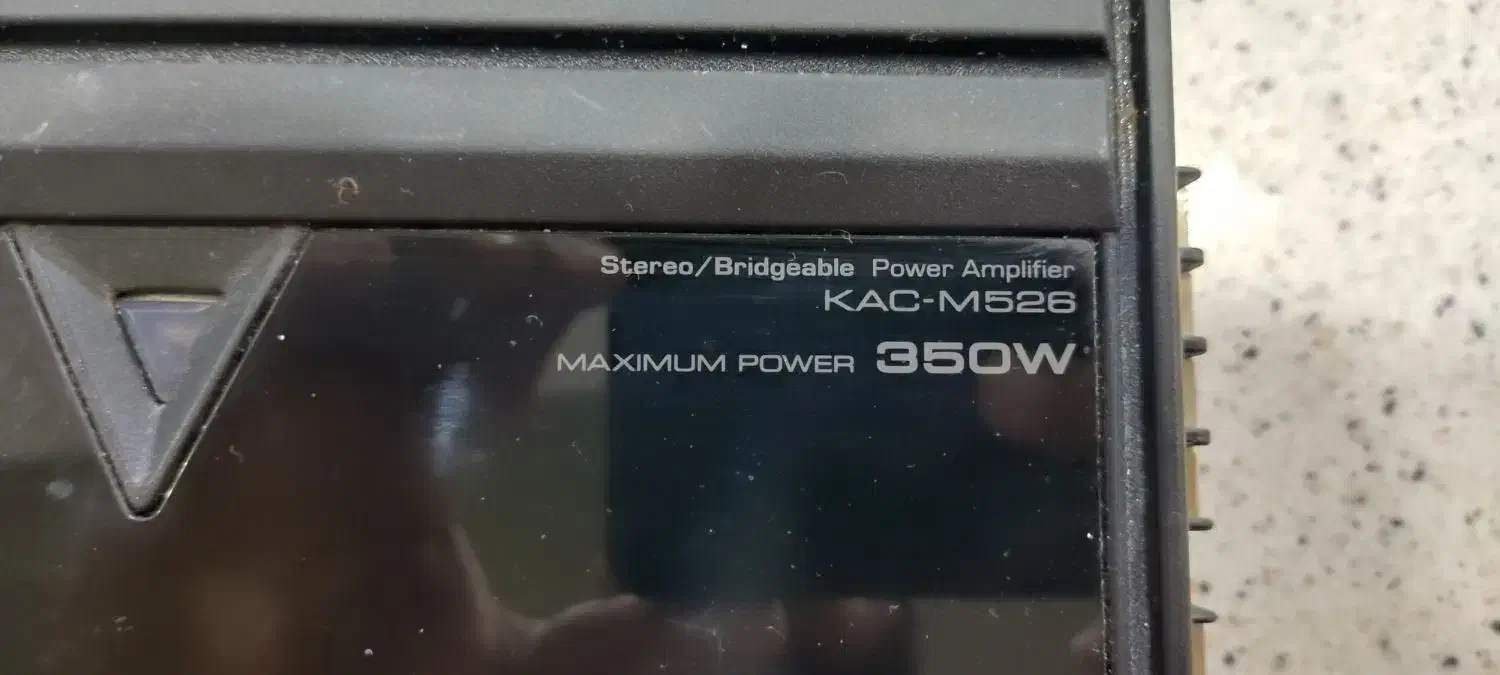 Stereo/Bridgeable Power Amplifier
KAC-M526
MAXIMUM POWER 350W